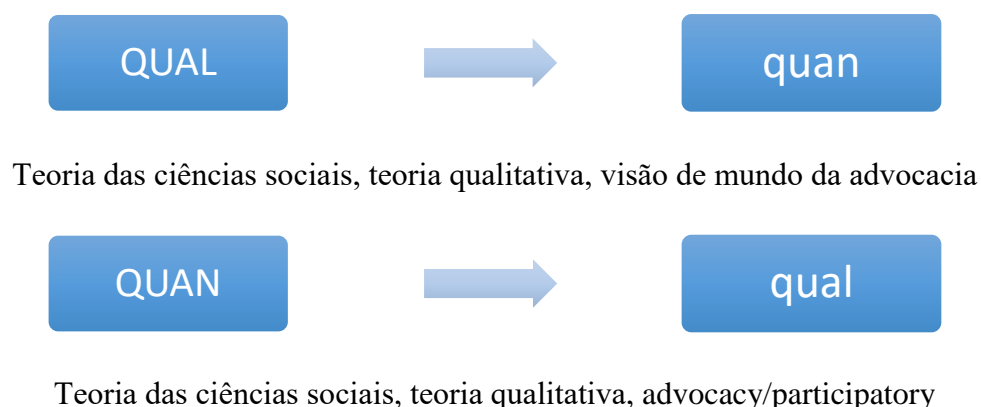 QUAL quan
Teoria das ciências sociais, teoria qualitativa, visão de mundo da advocacia
QUAN qual
Teoria das ciências sociais, teoria qualitativa, advocacy/participatory